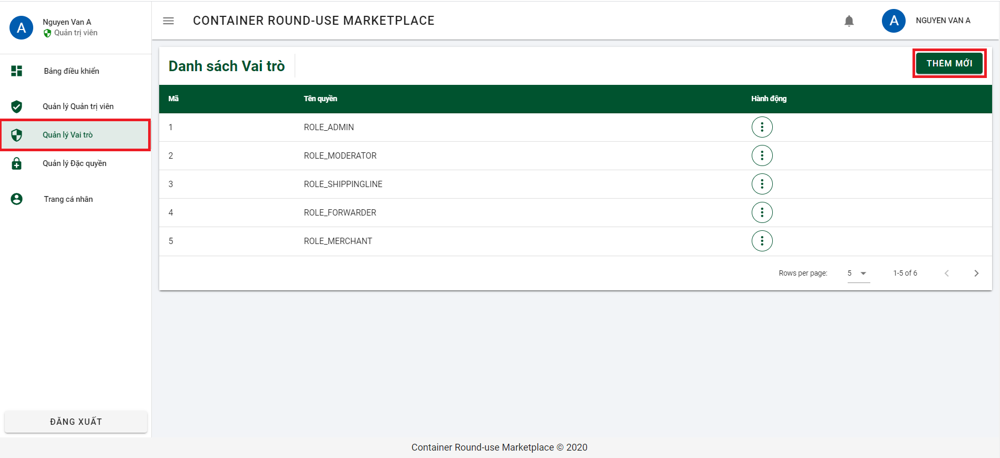 A
Nguyen Van A
Quản trị viên
CONTAINER ROUND-USE MARKETPLACE
A
NGUYEN VAN A
Bảng điều khiển
Quản lý Quản trị viên
Quản lý Vai trò
Quản lý Đặc quyền
Trang cá nhân
ĐĂNG XUẤT
Danh sách Vai trò
THÊM MỚI
Mã Tên quyền Hành động
1 ROLE_ADMIN
2 ROLE_MODERATOR
3 ROLE_SHIPPINGLINE
4 ROLE_FORWARDER
5 ROLE_MERCHANT
Rows per page: 5 1-5 of 6
Container Round-use Marketplace © 2020